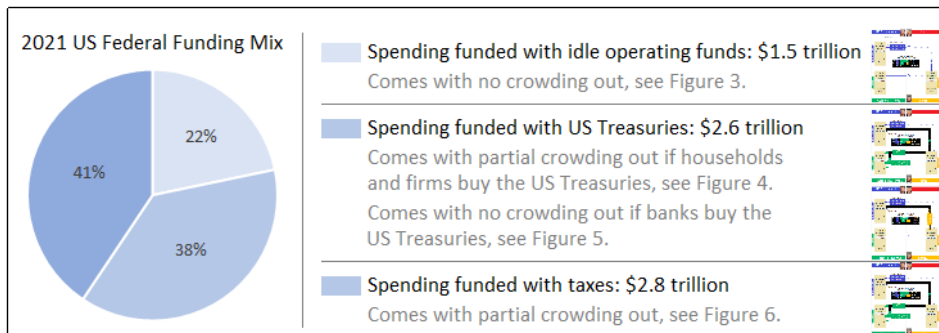 2021 US Federal Funding Mix
22%
41%
38%
Spending funded with idle operating funds: $1.5 trillion
Comes with no crowding out, see Figure 3.
Spending funded with US Treasuries: $2.6 trillion
Comes with partial crowding out if households
and firms buy the US Treasuries, see Figure 4.
Comes with no crowding out if banks buy the
US Treasuries, see Figure 5.
Spending funded with taxes: $2.8 trillion
Comes with partial crowding out, see Figure 6.